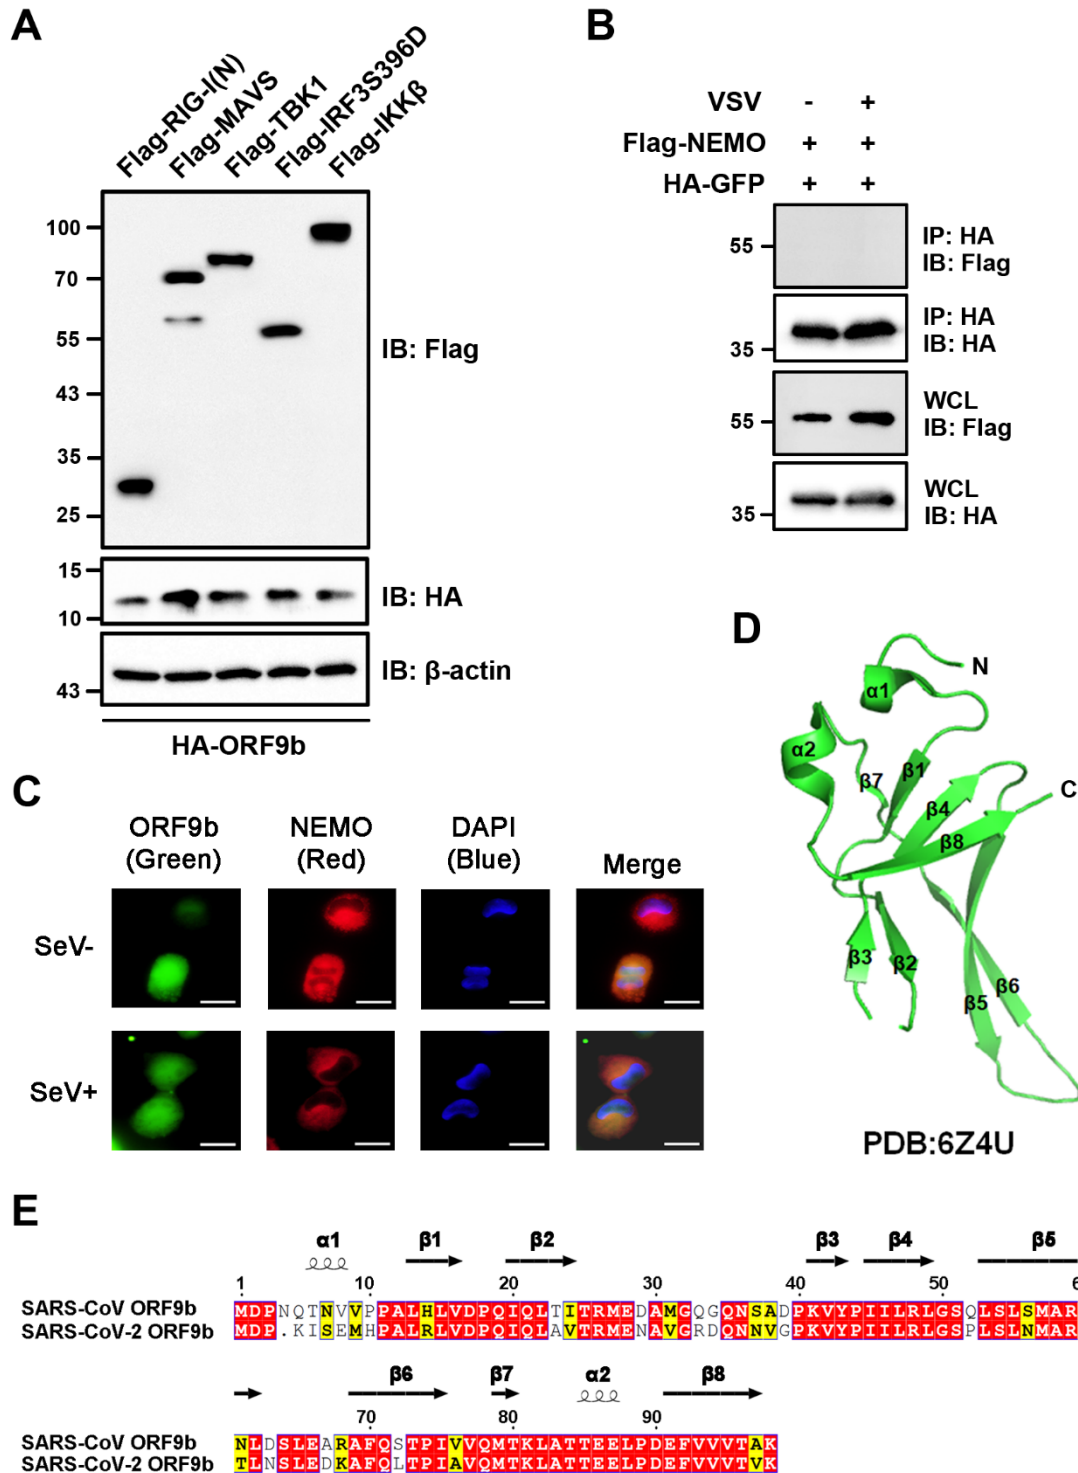 A
Flag-RIG-I(N)
Flag-MAVS
Flag-TBK1
Flag-IRF3S396D
Flag-IKKβ
100
70
55
43
35
25
IB: Flag
15
10
IB: HA
43
IB: β-actin
HA-ORF9b
B
VSV - +
Flag-NEMO + +
HA-GFP + +
55
IP: HA
IB: Flag
35
IP: HA
IB: HA
55
WCL
IB: Flag
35
WCL
IB: HA
C
ORF9b NEMO DAPI Merge
(Green) (Red) (Blue)
SeV-
SeV+
D
N
α1
α2
β7
β1
β4
C
β8
β3
β2
β6
β5
PDB:6Z4U
E
α1 β1 β2 β3 β4 β5
1 10 20 30 40 50 6
SARS-CoV ORF9b MDPNQTNVVPPALHLVDPQIQLTITRMEDAMGQGQNSADPKVYPIILRLGSQLSLSMAR
SARS-CoV-2 ORF9b MDP.KISEMHPALRLVDPQIQLAVTRMENAVGRDQNNVGPKVYPIILRLGSPLSLNMAR
β6 β7 α2 β8
70 80 90
SARS-CoV ORF9b NLDSLEARAFQSTPIVVQMTKLATTEELPDEFVVVTAK
SARS-CoV-2 ORF9b TLNSLEDKAFQLTPIAVQMTKLATTEELPDEFVVVTVK